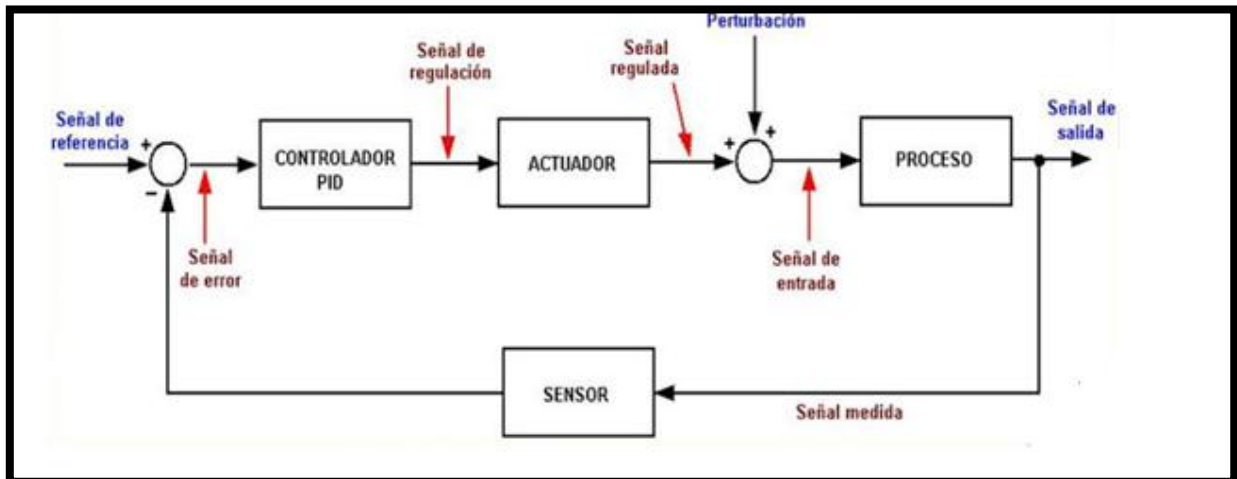 Perturbación
Señal de
regulación
Señal
regulada
Señal de
referencia
+
−
CONTROLADOR
PID
ACTUADOR
+
+
PROCESO
Señal de
salida
Señal
de error
Señal de
entrada
SENSOR
Señal medida